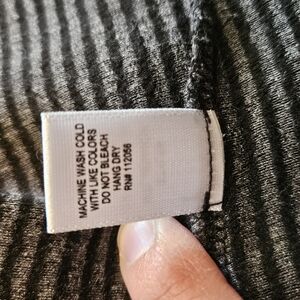 MACHINE WASH COLD
WITH LIKE COLORS
DO NOT BLEACH
HANG DRY
RN# 112056